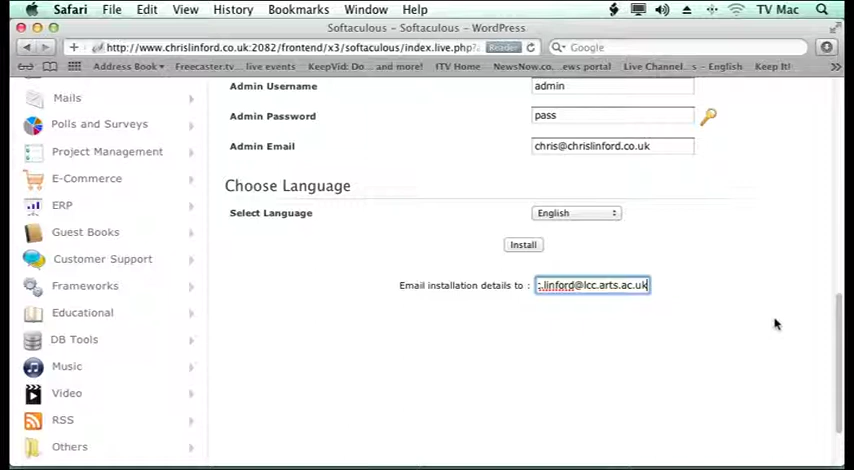 Safari File Edit View History Bookmarks Window Help TV Mac
Softaculous – Softaculous – WordPress
http://www.chrislinford.co.uk:2082/frontend/x3/softaculous/index.live.php? Reader Google
Address Book Freecaster.tv live events KeepVid: Do... and more! ITV Home NewsNow.co. ews portal Live Channel.. s – English Keep It!
Mails
Polls and Surveys
Project Management
E-Commerce
ERP
Guest Books
Customer Support
Frameworks
Educational
DB Tools
Music
Video
RSS
Others
Admin Username admin
Admin Password pass
Admin Email chris@chrislinford.co.uk
Choose Language
Select Language English
Install
Email installation details to : .linford@lcc.arts.ac.uk